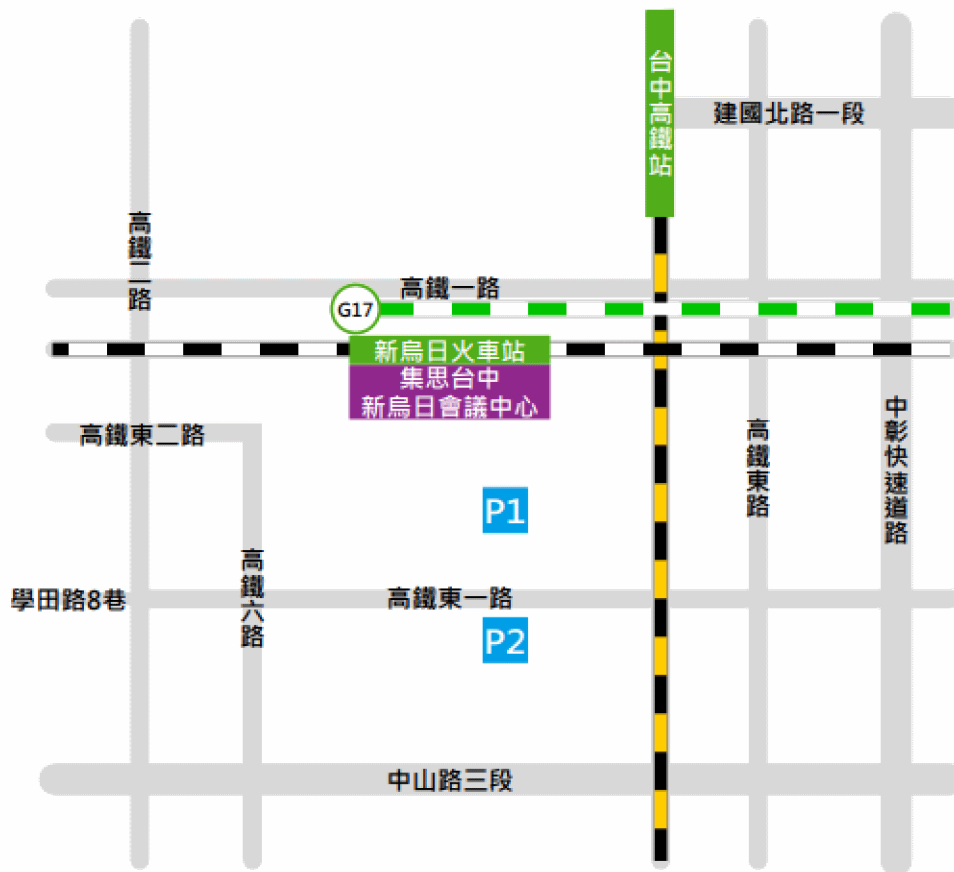 台中高鐵站
建國北路一段
高鐵二路
高鐵一路
G17
新烏日火車站
集思台中
新烏日會議中心
高鐵東二路
中彰快速道路
高鐵東路
P1
高鐵六路
學田路8巷
高鐵東一路
P2
中山路三段